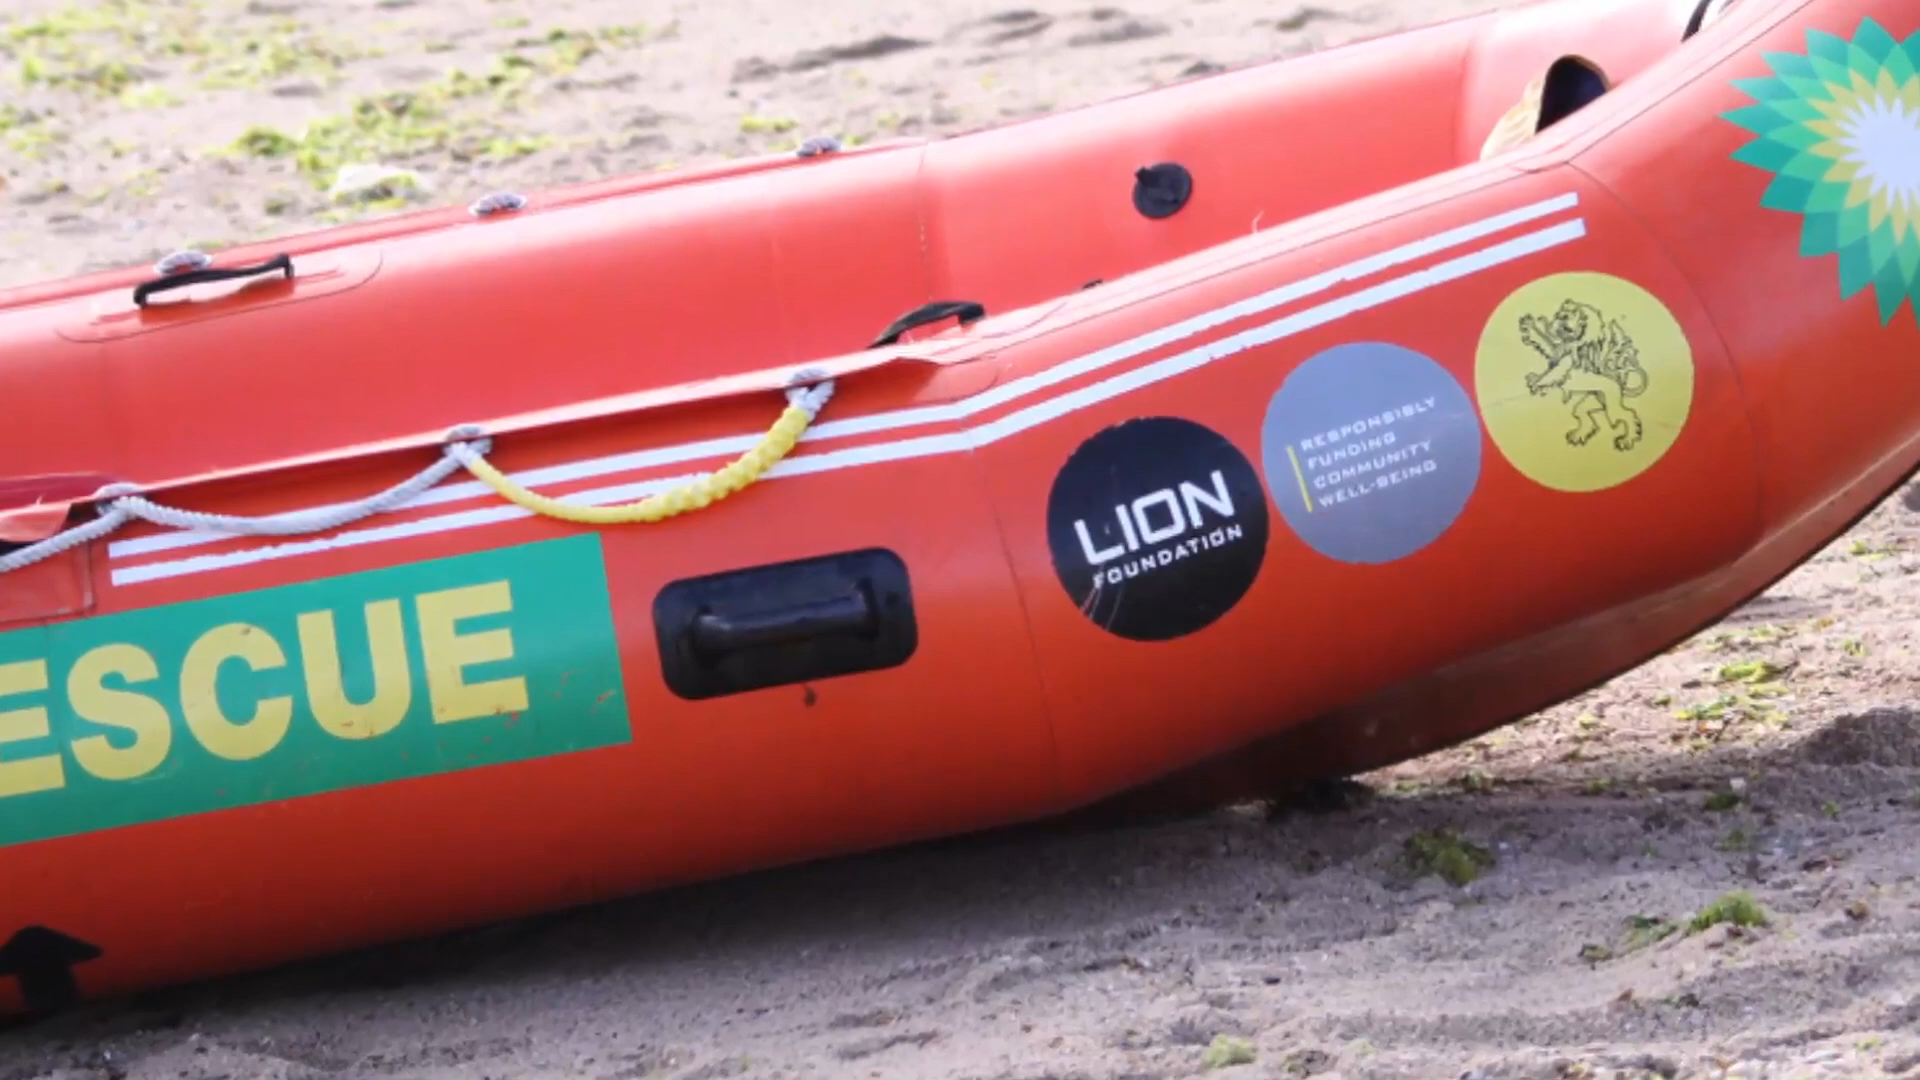 ESCUE
LION
FOUNDATION
RESPONSIBLY
FUNDING
COMMUNITY
WELL-BEING